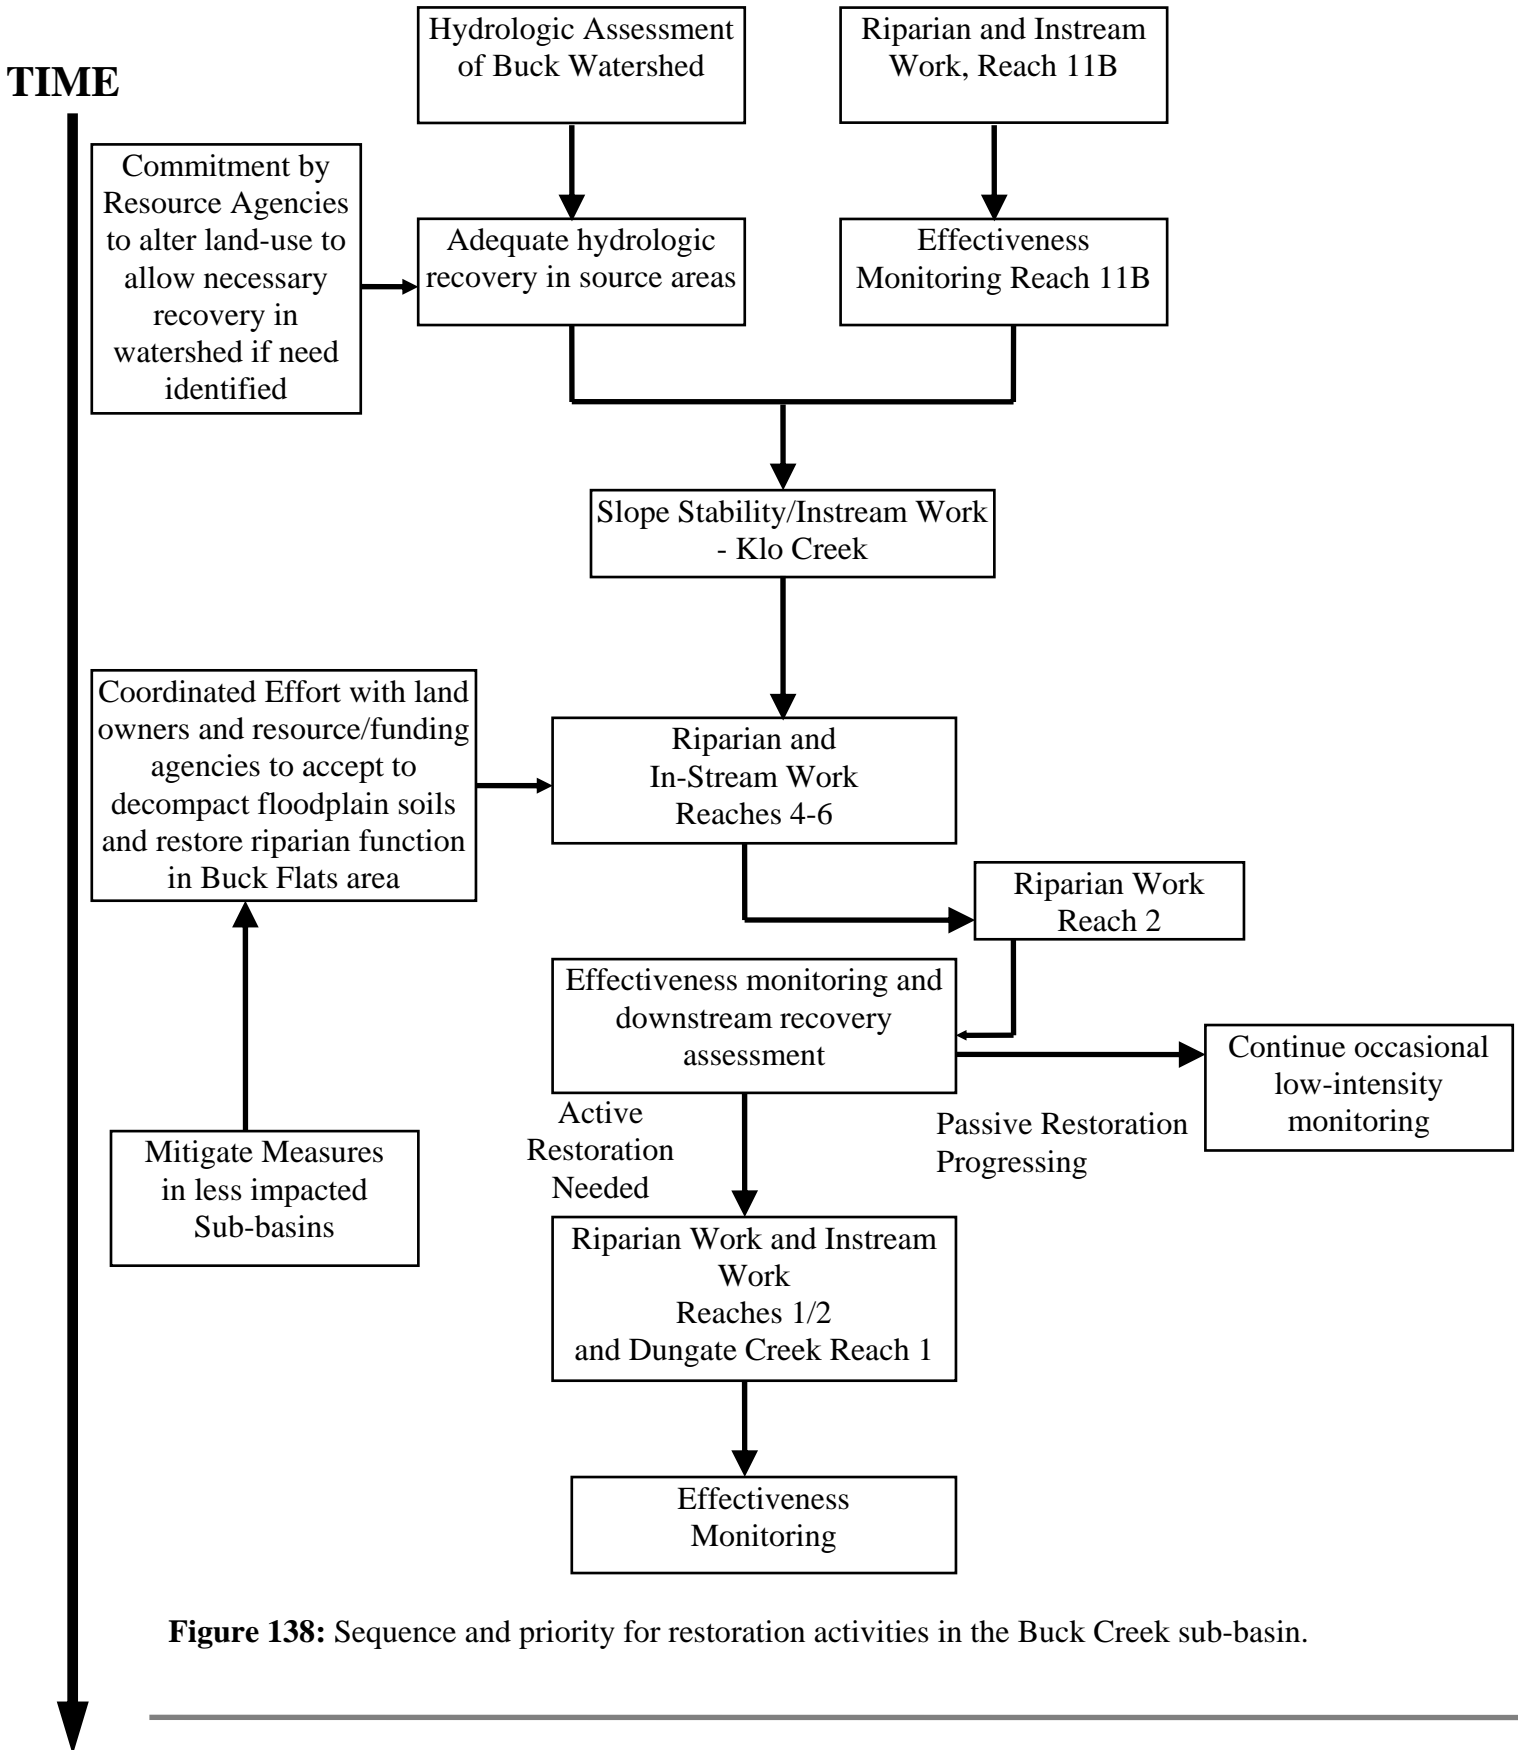 Hydrologic Assessment
of Buck Watershed
Riparian and Instream
Work, Reach 11B
TIME
Commitment by
Resource Agencies
to alter land-use to
allow necessary
recovery in
watershed if need
identified
Adequate hydrologic
recovery in source areas
Effectiveness
Monitoring Reach 11B
Slope Stability/Instream Work
- Klo Creek
Coordinated Effort with land
owners and resource/funding
agencies to accept to
decompact floodplain soils
and restore riparian function
in Buck Flats area
Riparian and
In-Stream Work
Reaches 4-6
Riparian Work
Reach 2
Effectiveness monitoring and
downstream recovery
assessment
Continue occasional
low-intensity
monitoring
Active
Restoration
Needed
Passive Restoration
Progressing
Mitigate Measures
in less impacted
Sub-basins
Riparian Work and Instream
Work
Reaches 1/2
and Dungate Creek Reach 1
Effectiveness
Monitoring
Figure 138: Sequence and priority for restoration activities in the Buck Creek sub-basin.